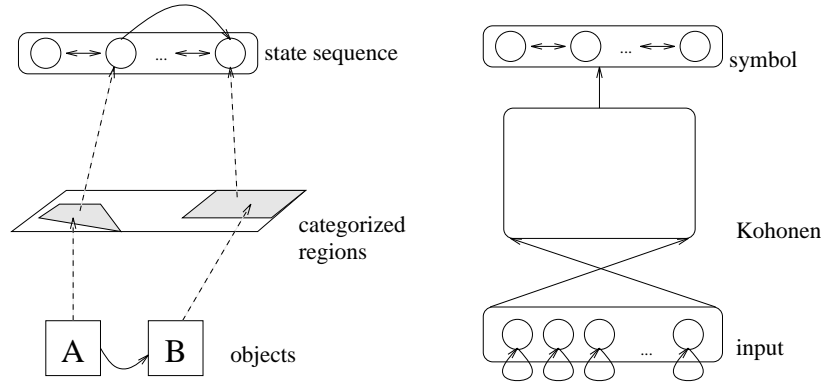 ...
state sequence
categorized
regions
A
B
objects
...
symbol
Kohonen
...
input